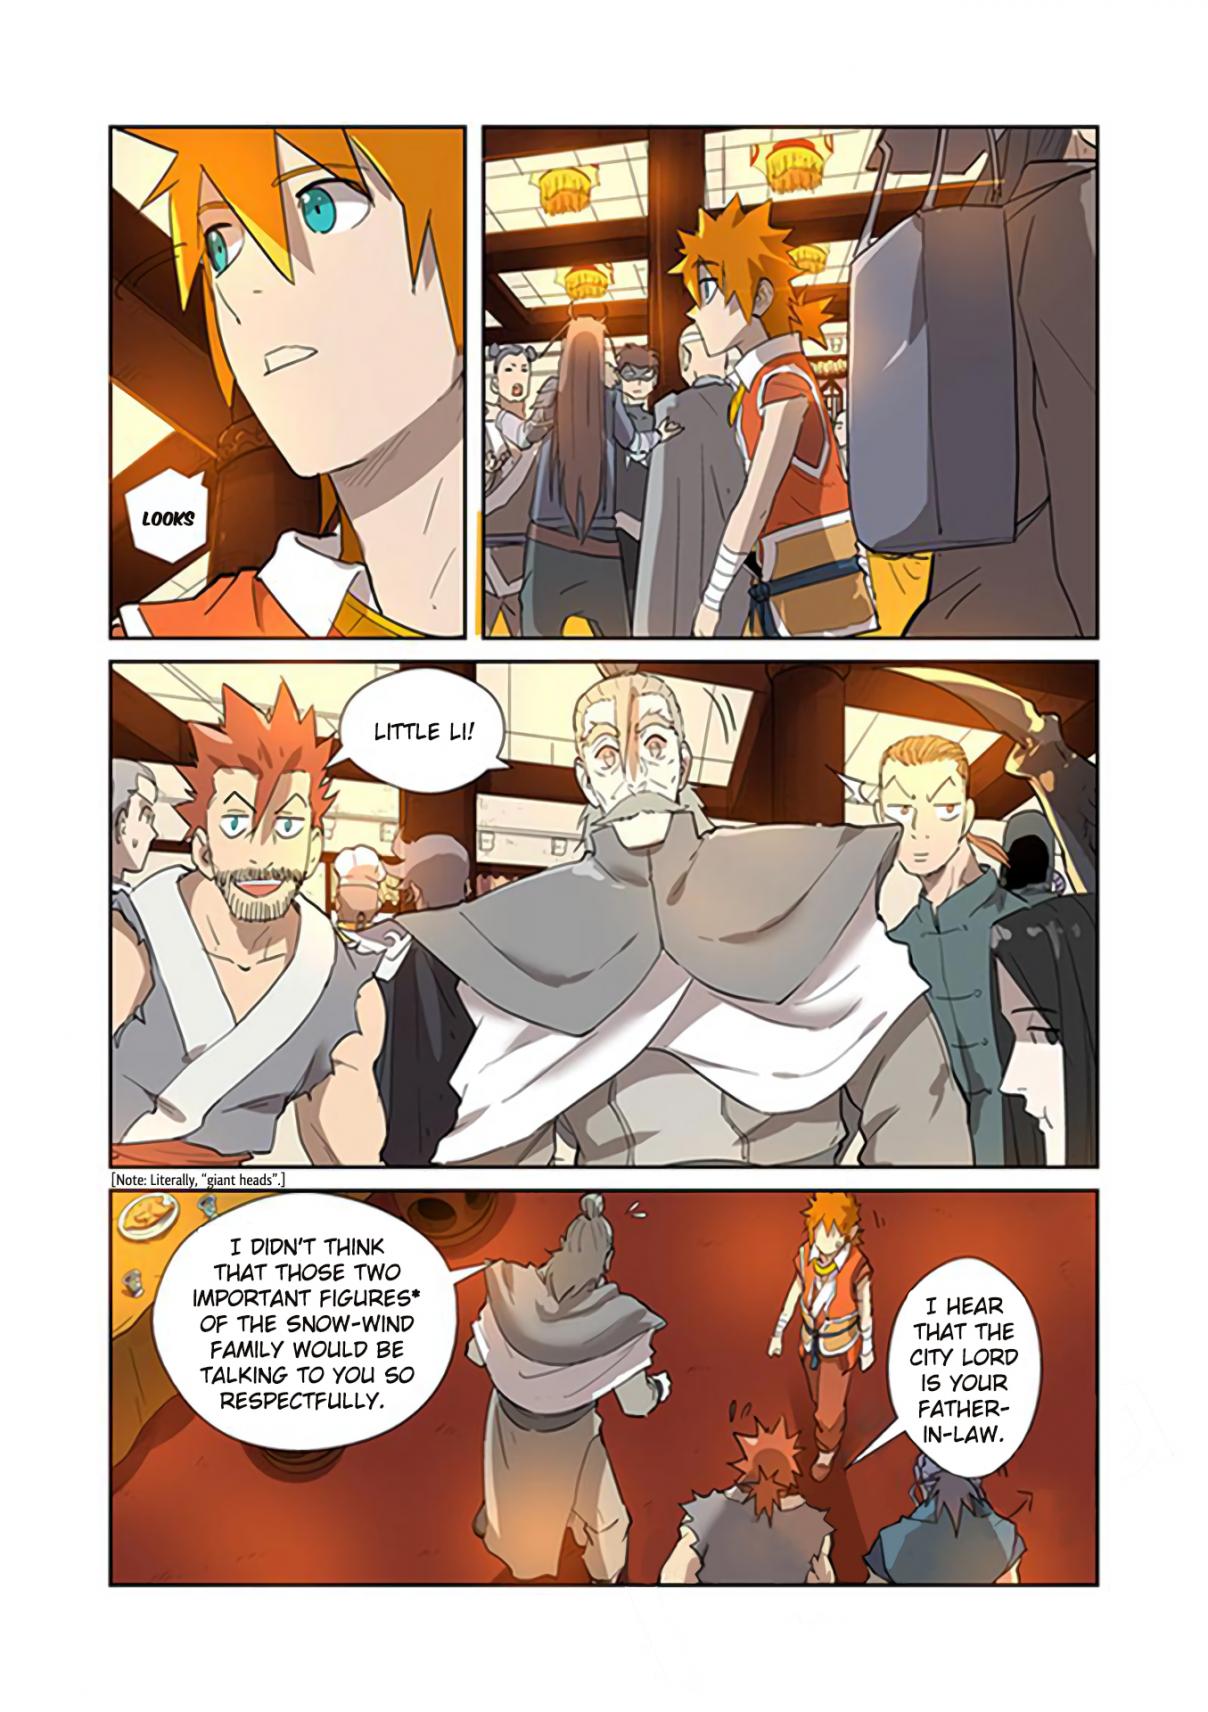 LOOKS
LITTLE LI!
[Note: Literally, “giant heads”.]
I DIDN'T THINK
THAT THOSE TWO
IMPORTANT FIGURES*
OF THE SNOW-WIND
FAMILY WOULD BE
TALKING TO YOU SO
RESPECTFULLY.
I HEAR
THAT THE
CITY LORD
IS YOUR
FATHER-
IN-LAW.